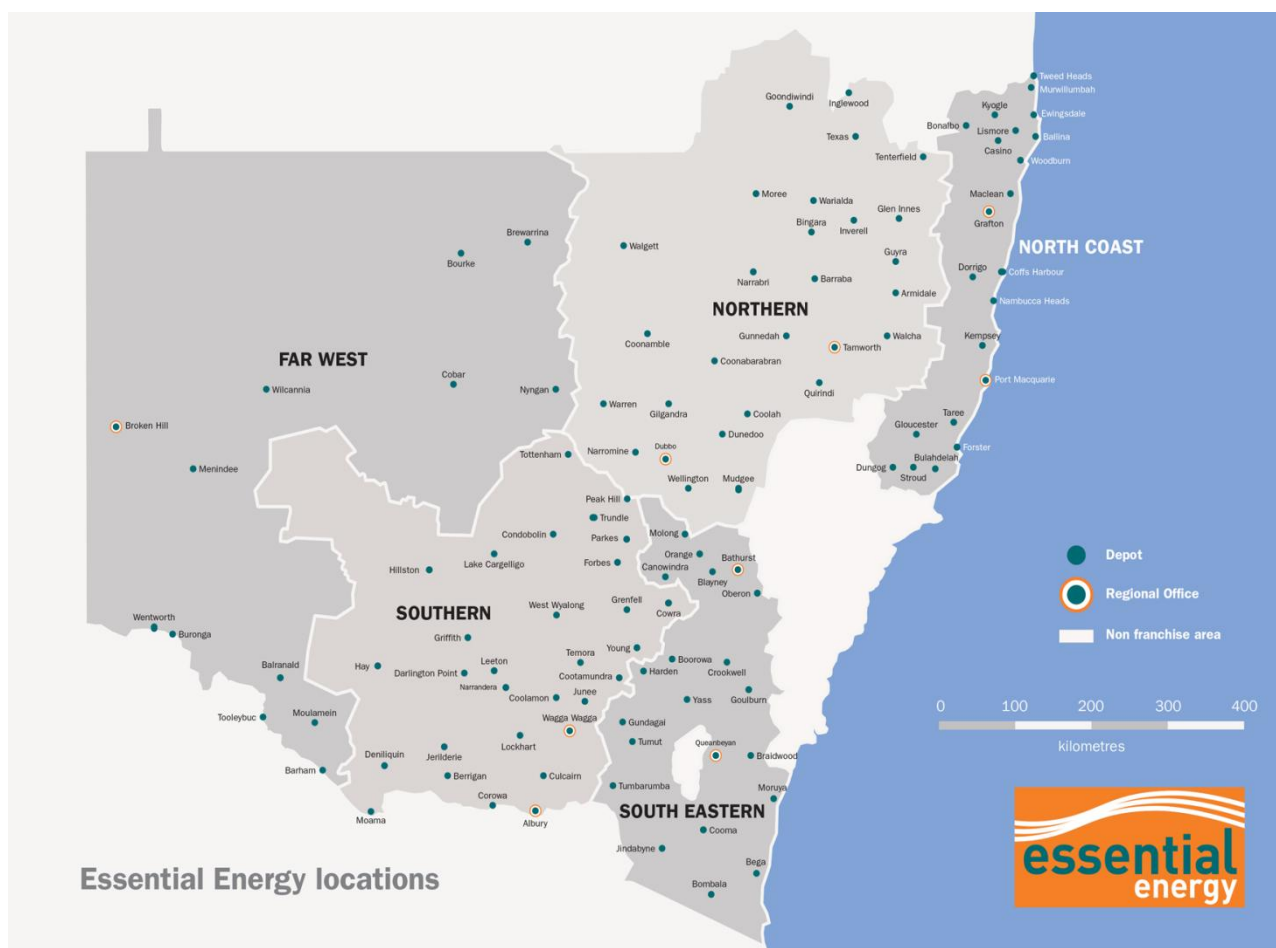 Tweed Heads
Murwillumbah
Goondiwindi
Inglewood
Kyogle
Ewingsdale
Bonalbo
Lismore
Texas
Ballina
Casino
Tenterfield
Woodburn
Moree
Warialda
Maclean
Glen Innes
Bingara
Inverell
Grafton
Brewarrina
Walgett
NORTH COAST
Bourke
Guyra
Dorrigo
Coffs Harbour
Narrabri
Barraba
Armidale
Nambucca Heads
NORTHERN
Coonamble
Gunnedah
Walcha
Kempsey
Tamworth
FAR WEST
Coonabarabran
Cobar
Port Macquarie
Wilcannia
Nyngan
Quirindi
Warren
Gilgandra
Coolah
Taree
Broken Hill
Gloucester
Dunedoo
Dubbo
Forster
Tottenham
Narromine
Bulahdelah
Menindee
Dungog
Stroud
Wellington
Mudgee
Peak Hill
Trundle
Condobolin
Parkes
Molong
Orange
Bathurst
Depot
Lake Cargelligo
Forbes
Canowindra
Hillston
Blayney
Oberon
Regional Office
West Wyalong
Grenfell
Cowra
SOUTHERN
Wentworth
Buronga
Griffith
Non franchise area
Young
Temora
Boorowa
Balranald
Hay
Leeton
Darlington Point
Cootamundra
Harden
Crookwell
Narrandera
Junee
Coolamon
Yass
Goulburn
0
100
200
300
400
kilometres
Tooleybuc
Moulamein
Wagga Wagga
Gundagai
Lockhart
Tumut
Queanbeyan
Braidwood
Deniliquin
Jerilderie
Barham
Berrigan
Culcairn
Tumbarumba
Moruya
Corowa
SOUTH EASTERN
Moama
Albury
Cooma
Jindabyne
Bega
Bombala
Essential Energy locations
essential
energy